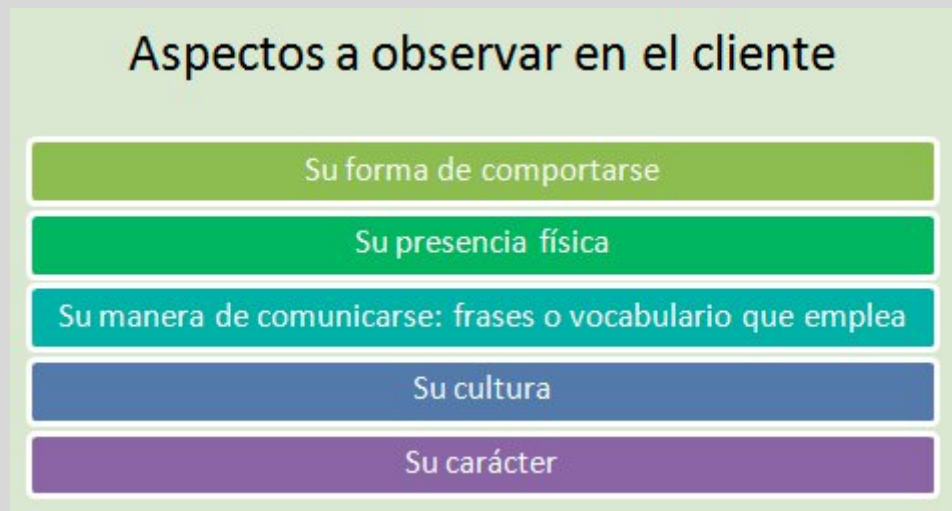 Aspectos a observar en el cliente
Su forma de comportarse
Su presencia física
Su manera de comunicarse: frases o vocabulario que emplea
Su cultura
Su carácter